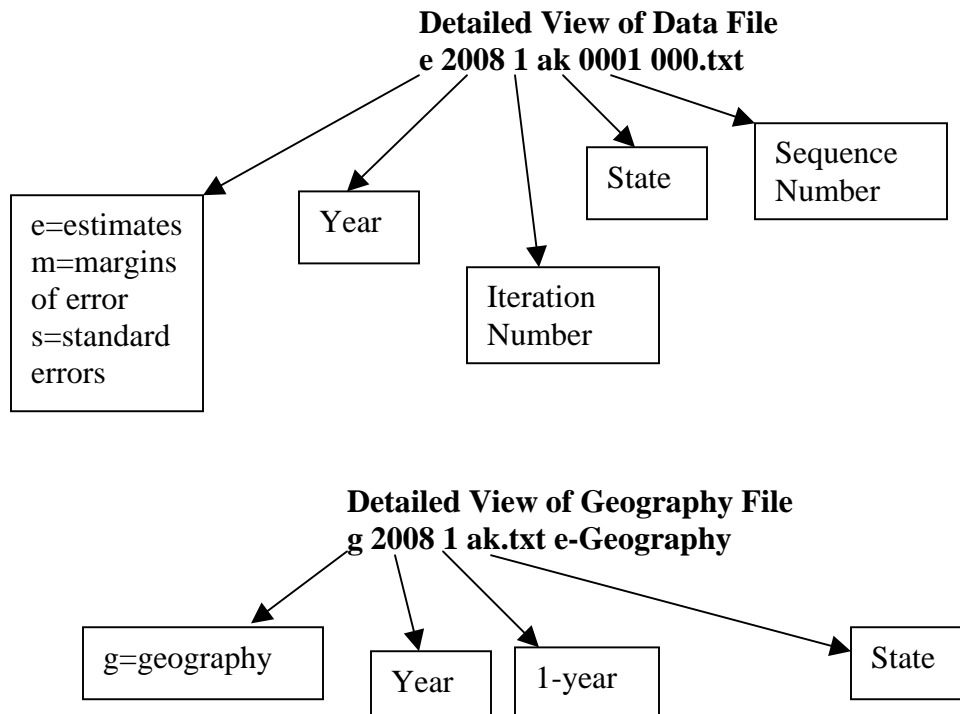 Detailed View of Data File
e 2008 1 ak 0001 000.txt
e=estimates
m=margins
of error
s=standard
errors
Year
Iteration
Number
State
Sequence
Number
Detailed View of Geography File
g 2008 1 ak.txt e-Geography
g=geography
Year
1-year
State